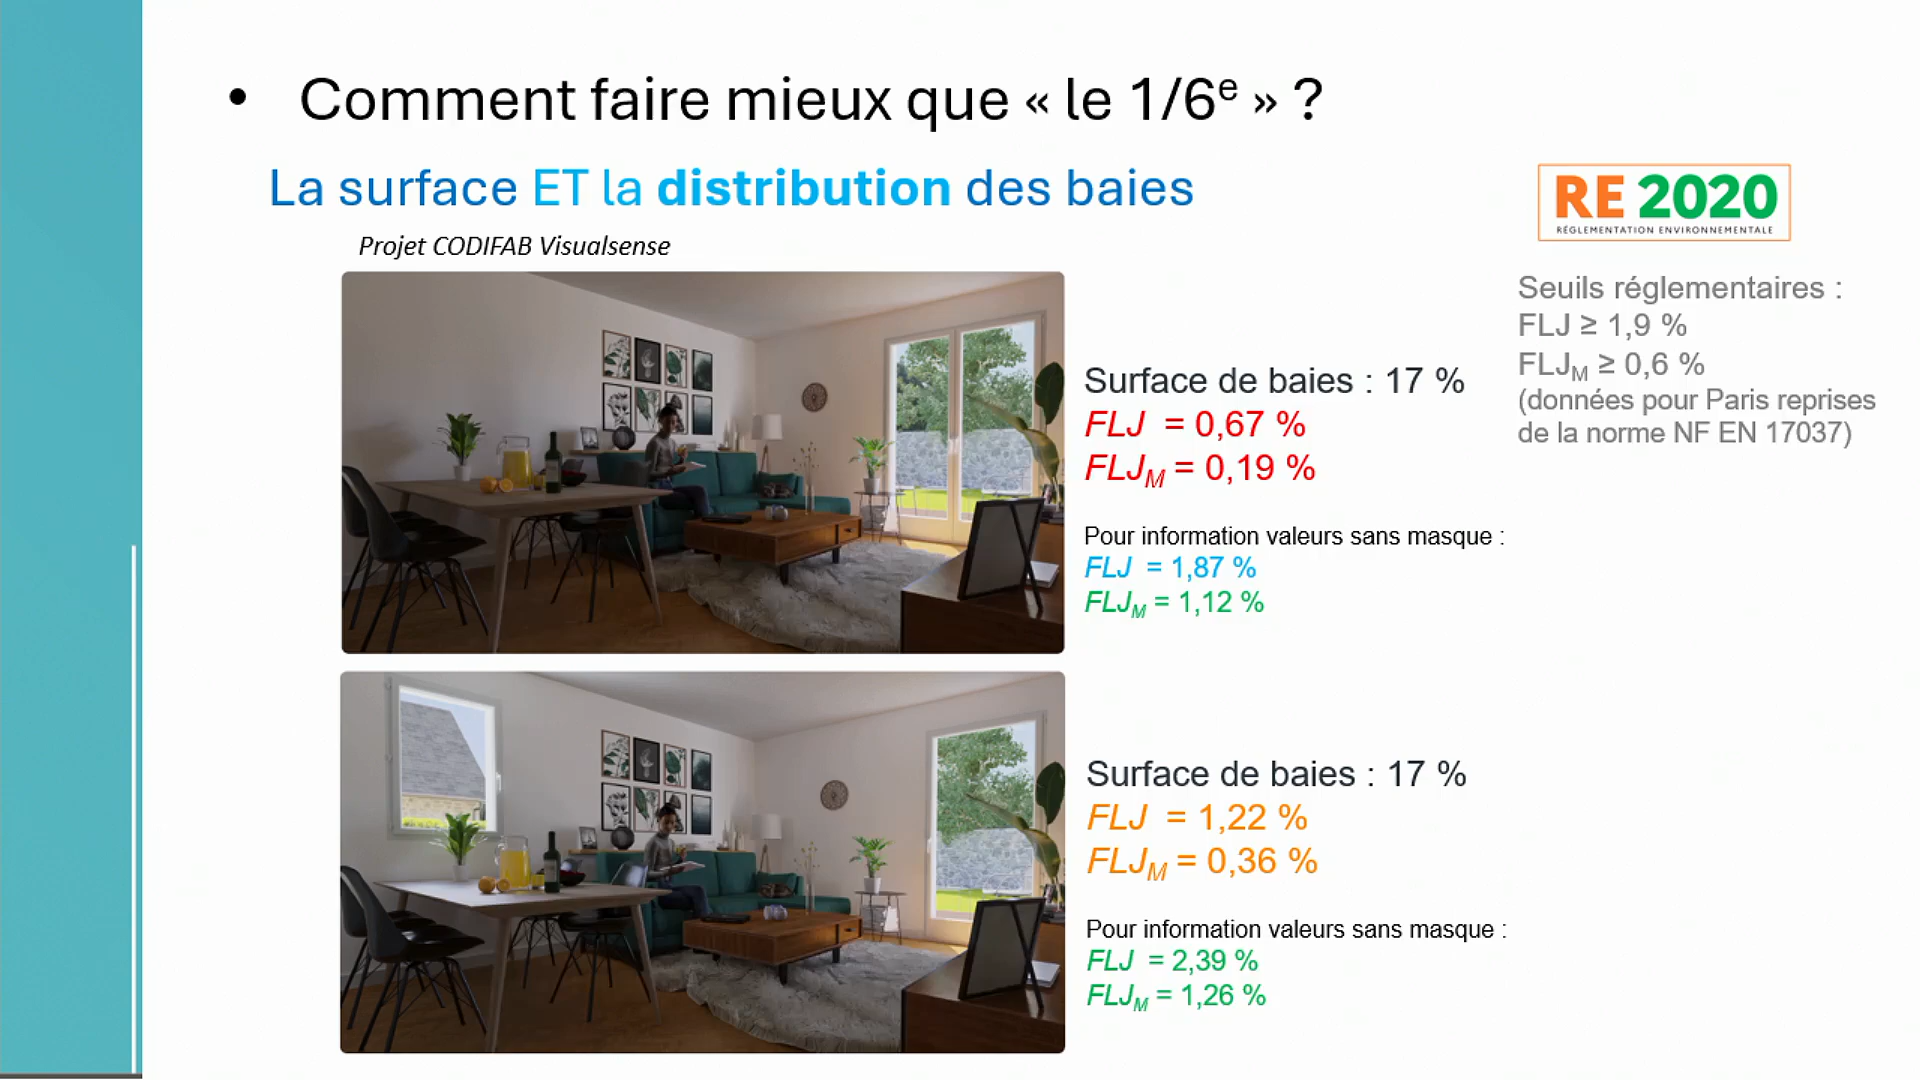 • Comment faire mieux que « le 1/6e » ?
La surface ET la distribution des baies
Projet CODIFAB Visualsense
RE 2020
RÉGLEMENTATION ENVIRONNEMENTALE
Seuils réglementaires :
FLJ ≥ 1,9 %
FLJM ≥ 0,6 %
(données pour Paris reprises
de la norme NF EN 17037)
Surface de baies : 17 %
FLJ = 0,67 %
FLJM = 0,19 %
Pour information valeurs sans masque :
FLJ = 1,87 %
FLJM = 1,12 %
Surface de baies : 17 %
FLJ = 1,22 %
FLJM = 0,36 %
Pour information valeurs sans masque :
FLJ = 2,39 %
FLJM = 1,26 %